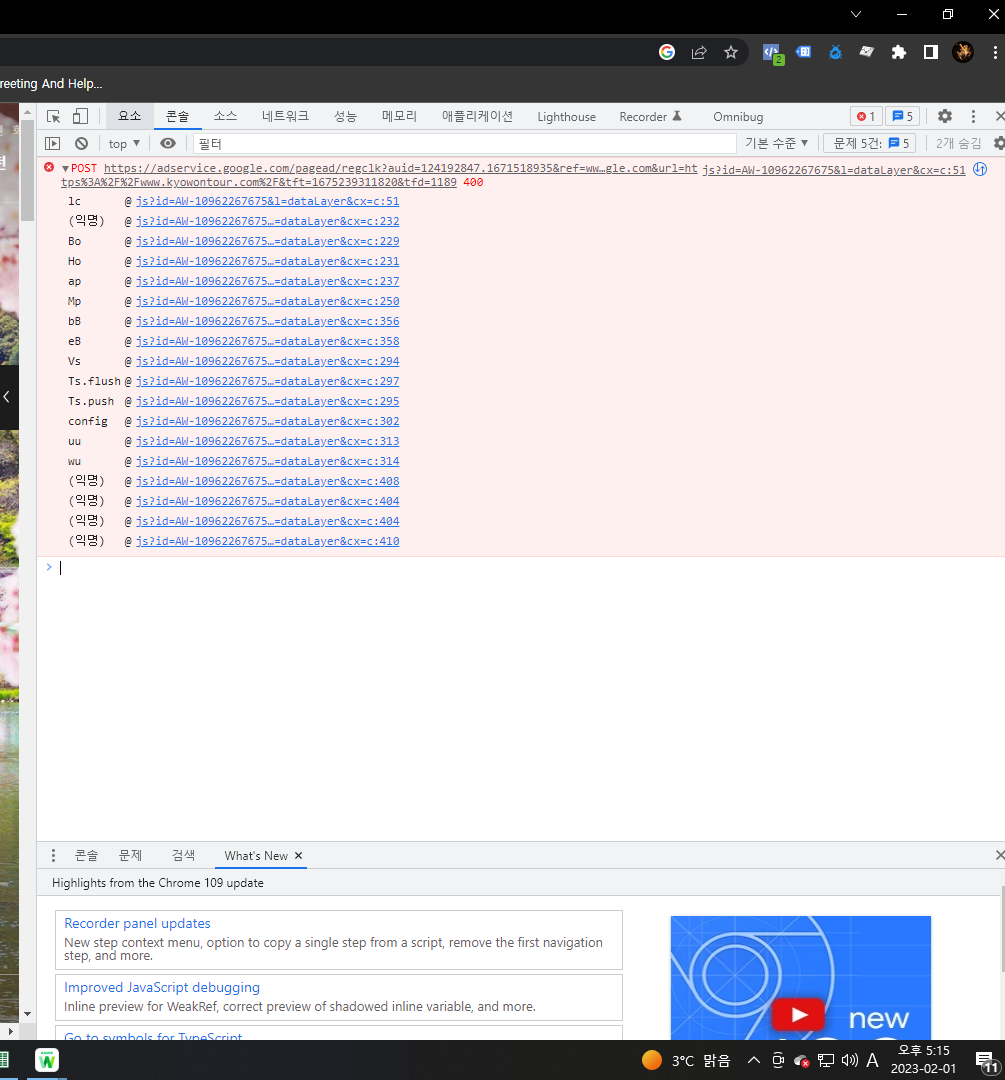 2
reeting And Help...
요소 콘솔 소스 네트워크 성능 메모리 애플리케이션 Lighthouse Recorder Omnibug 1 5
top ▼ 필터 기본 수준 ▼ 문제 5건: 5 2개 숨김
▼POST https://adservice.google.com/pagead/regclk?auid=124192847.1671518935&ref=ww…gle.com&url=ht js?id=AW-10962267675&l=dataLayer&cx=c:51
tps%3A%2F%2Fwww.kyowontour.com%2F&tft=1675239311820&tfd=1189 400
lc @ js?id=AW-10962267675&l=dataLayer&cx=c:51
(익명) @ js?id=AW-10962267675…=dataLayer&cx=c:232
Bo @ js?id=AW-10962267675…=dataLayer&cx=c:229
Ho @ js?id=AW-10962267675…=dataLayer&cx=c:231
ap @ js?id=AW-10962267675…=dataLayer&cx=c:237
Mp @ js?id=AW-10962267675…=dataLayer&cx=c:250
bB @ js?id=AW-10962267675…=dataLayer&cx=c:356
eB @ js?id=AW-10962267675…=dataLayer&cx=c:358
Vs @ js?id=AW-10962267675…=dataLayer&cx=c:294
Ts.flush @ js?id=AW-10962267675…=dataLayer&cx=c:297
Ts.push @ js?id=AW-10962267675…=dataLayer&cx=c:295
config @ js?id=AW-10962267675…=dataLayer&cx=c:302
uu @ js?id=AW-10962267675…=dataLayer&cx=c:313
wu @ js?id=AW-10962267675…=dataLayer&cx=c:314
(익명) @ js?id=AW-10962267675…=dataLayer&cx=c:408
(익명) @ js?id=AW-10962267675…=dataLayer&cx=c:404
(익명) @ js?id=AW-10962267675…=dataLayer&cx=c:404
(익명) @ js?id=AW-10962267675…=dataLayer&cx=c:410
콘솔 문제 검색 What's New
Highlights from the Chrome 109 update
Recorder panel updates
New step context menu, option to copy a single step from a script, remove the first navigation
step, and more.
Improved JavaScript debugging
Inline preview for WeakRef, correct preview of shadowed inline variable, and more.
Go to symbols for TypeScript
new
3°C 맑음 A 오후 5:15
2023-02-01
11